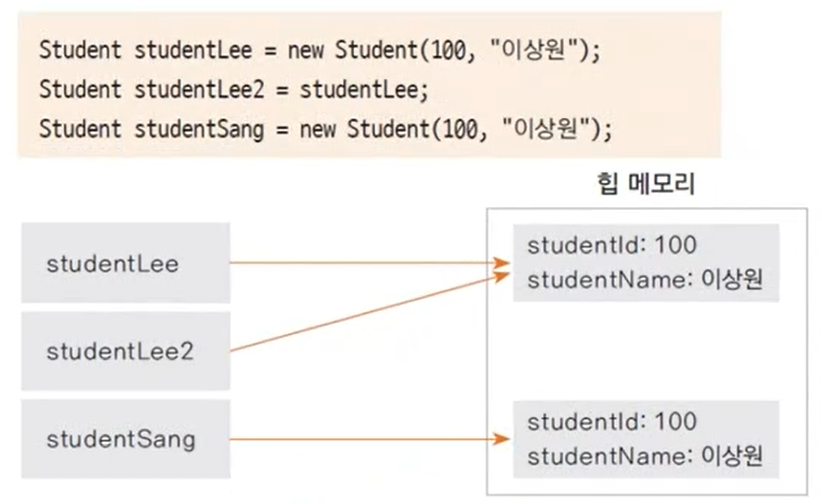 Student studentLee = new Student(100, "이상원");
Student studentLee2 = studentLee;
Student studentSang = new Student(100, "이상원");
힙 메모리
studentLee
studentId: 100
studentName: 이상원
studentLee2
studentSang
studentId: 100
studentName: 이상원